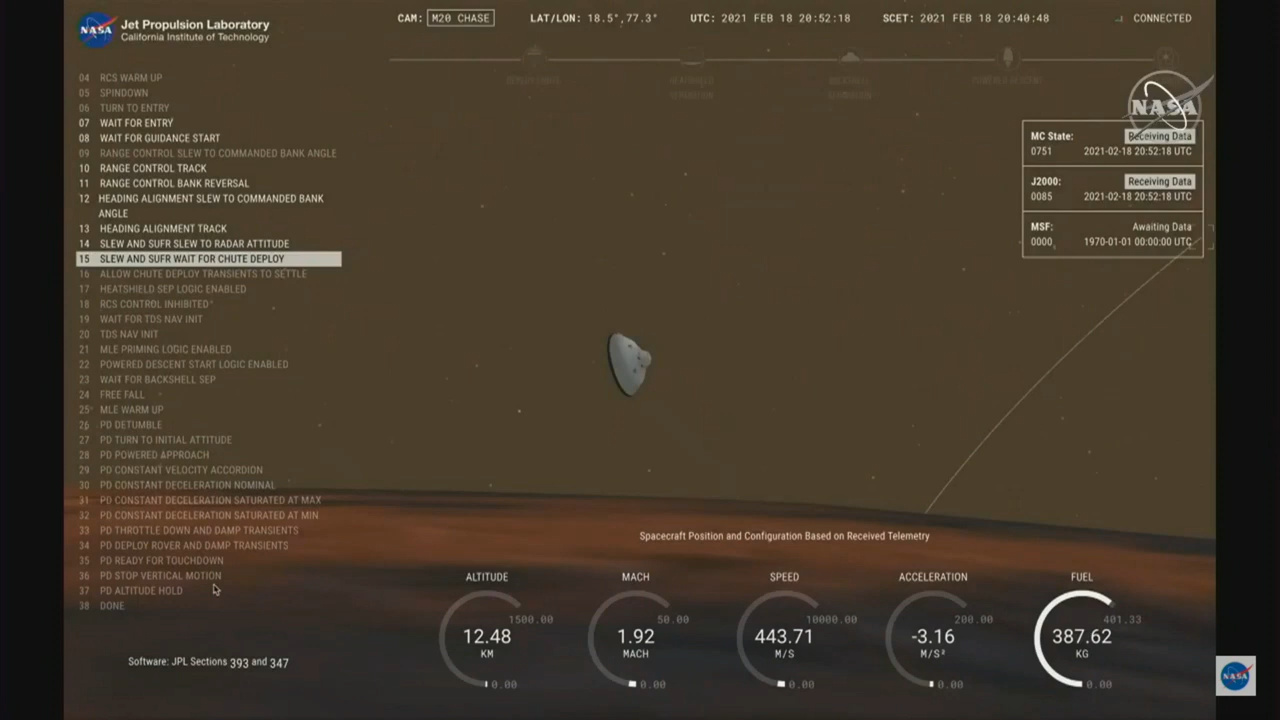 NASA
Jet Propulsion Laboratory
California Institute of Technology
CAM: M20 CHASE LAT/LON: 18.5°,77.3° UTC: 2021 FEB 18 20:52:18 SCET: 2021 FEB 18 20:40:48 CONNECTED
NASA
04 RCS WARM UP
05 SPINDOWN
06 TURN TO ENTRY
07 WAIT FOR ENTRY
08 WAIT FOR GUIDANCE START
09 RANGE CONTROL SLEW TO COMMANDED BANK ANGLE
10 RANGE CONTROL TRACK
11 RANGE CONTROL BANK REVERSAL
12 HEADING ALIGNMENT SLEW TO COMMANDED BANK
ANGLE
13 HEADING ALIGNMENT TRACK
14 SLEW AND SUFR SLEW TO RADAR ATTITUDE
15 SLEW AND SUFR WAIT FOR CHUTE DEPLOY
16 ALLOW CHUTE DEPLOY TRANSIENTS TO SETTLE
17 HEATSHIELD SEP LOGIC ENABLED
18 RCS CONTROL INHIBITED
19 WAIT FOR TDS NAV INIT
20 TDS NAV INIT
21 MLE PRIMING LOGIC ENABLED
22 POWERED DESCENT START LOGIC ENABLED
23 WAIT FOR BACKSHELL SEP
24 FREE FALL
25 MLE WARM UP
26 PD DETUMBLE
27 PD TURN TO INITIAL ATTITUDE
28 PD POWERED APPROACH
29 PD CONSTANT VELOCITY ACCORDION
30 PD CONSTANT DECELERATION NOMINAL
31 PD CONSTANT DECELERATION SATURATED AT MAX
32 PD CONSTANT DECELERATION SATURATED AT MIN
33 PD THROTTLE DOWN AND DAMP TRANSIENTS
34 PD DEPLOY ROVER AND DAMP TRANSIENTS
35 PD READY FOR TOUCHDOWN
36 PD STOP VERTICAL MOTION
37 PD ALTITUDE HOLD
38 DONE
Software: JPL Sections 393 and 347
MC State: Receiving Data
0751 2021-02-18 20:52:18 UTC
J2000: Receiving Data
0085 2021-02-18 20:52:18 UTC
MSF: Awaiting Data
0000 1970-01-01 00:00:00 UTC
Spacecraft Position and Configuration Based on Received Telemetry
ALTITUDE MACH SPEED ACCELERATION FUEL
1500.00 50.00 10000.00 200.00 401.33
12.48 1.92 443.71 -3.16 387.62
KM MACH M/S M/S² KG
0.00 0.00 0.00 0.00 0.00
NASA